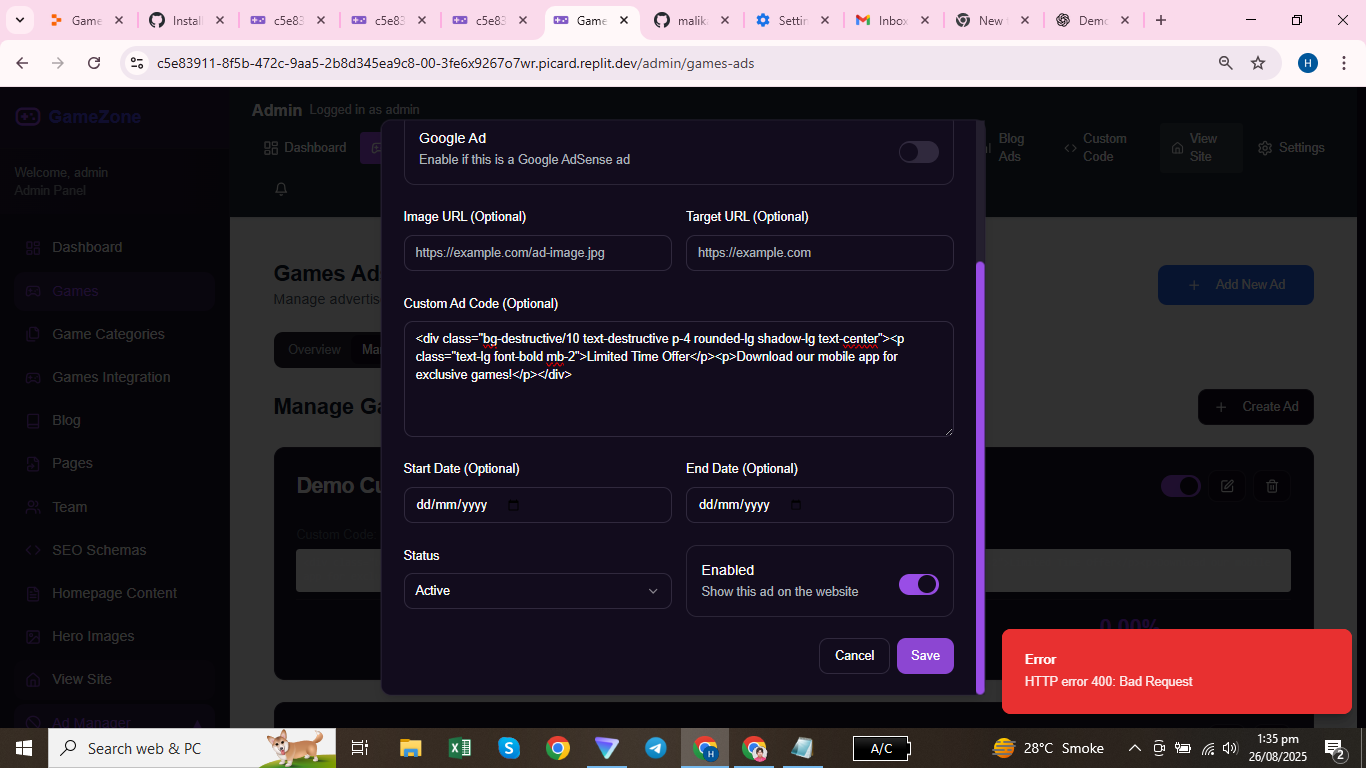 Game
Install
c5e83
c5e83
c5e83
Game
malik
Settin
Inbox
New
Demo
c5e83911-8f5b-472c-9aa5-2b8d345ea9c8-00-3fe6x9267o7wr.picard.replit.dev/admin/games-ads
H
GameZone
Admin Logged in as admin
Welcome, admin
Admin Panel
Dashboard
Blog Ads
Custom Code
View Site
Settings
Dashboard
Games
Game Categories
Games Integration
Blog
Pages
Team
SEO Schemas
Homepage Content
Hero Images
View Site
Ad Manager
Games Ad
Manage advertis
Add New Ad
Overview
Ma
Manage Ga
Create Ad
Demo Cu
Custom Code:
0.00%
Google Ad
Enable if this is a Google AdSense ad
Image URL (Optional)
Target URL (Optional)
https://example.com/ad-image.jpg
https://example.com
Custom Ad Code (Optional)
<div class="bg-destructive/10 text-destructive p-4 rounded-lg shadow-lg text-center"><p
class="text-lg font-bold mb-2">Limited Time Offer</p><p>Download our mobile app for
exclusive games!</p></div>
Start Date (Optional)
End Date (Optional)
dd/mm/yyyy
dd/mm/yyyy
Status
Active
Enabled
Show this ad on the website
Cancel
Save
Error
HTTP error 400: Bad Request
Search web & PC
A/C
28°C Smoke
1:35 pm
26/08/2025
2